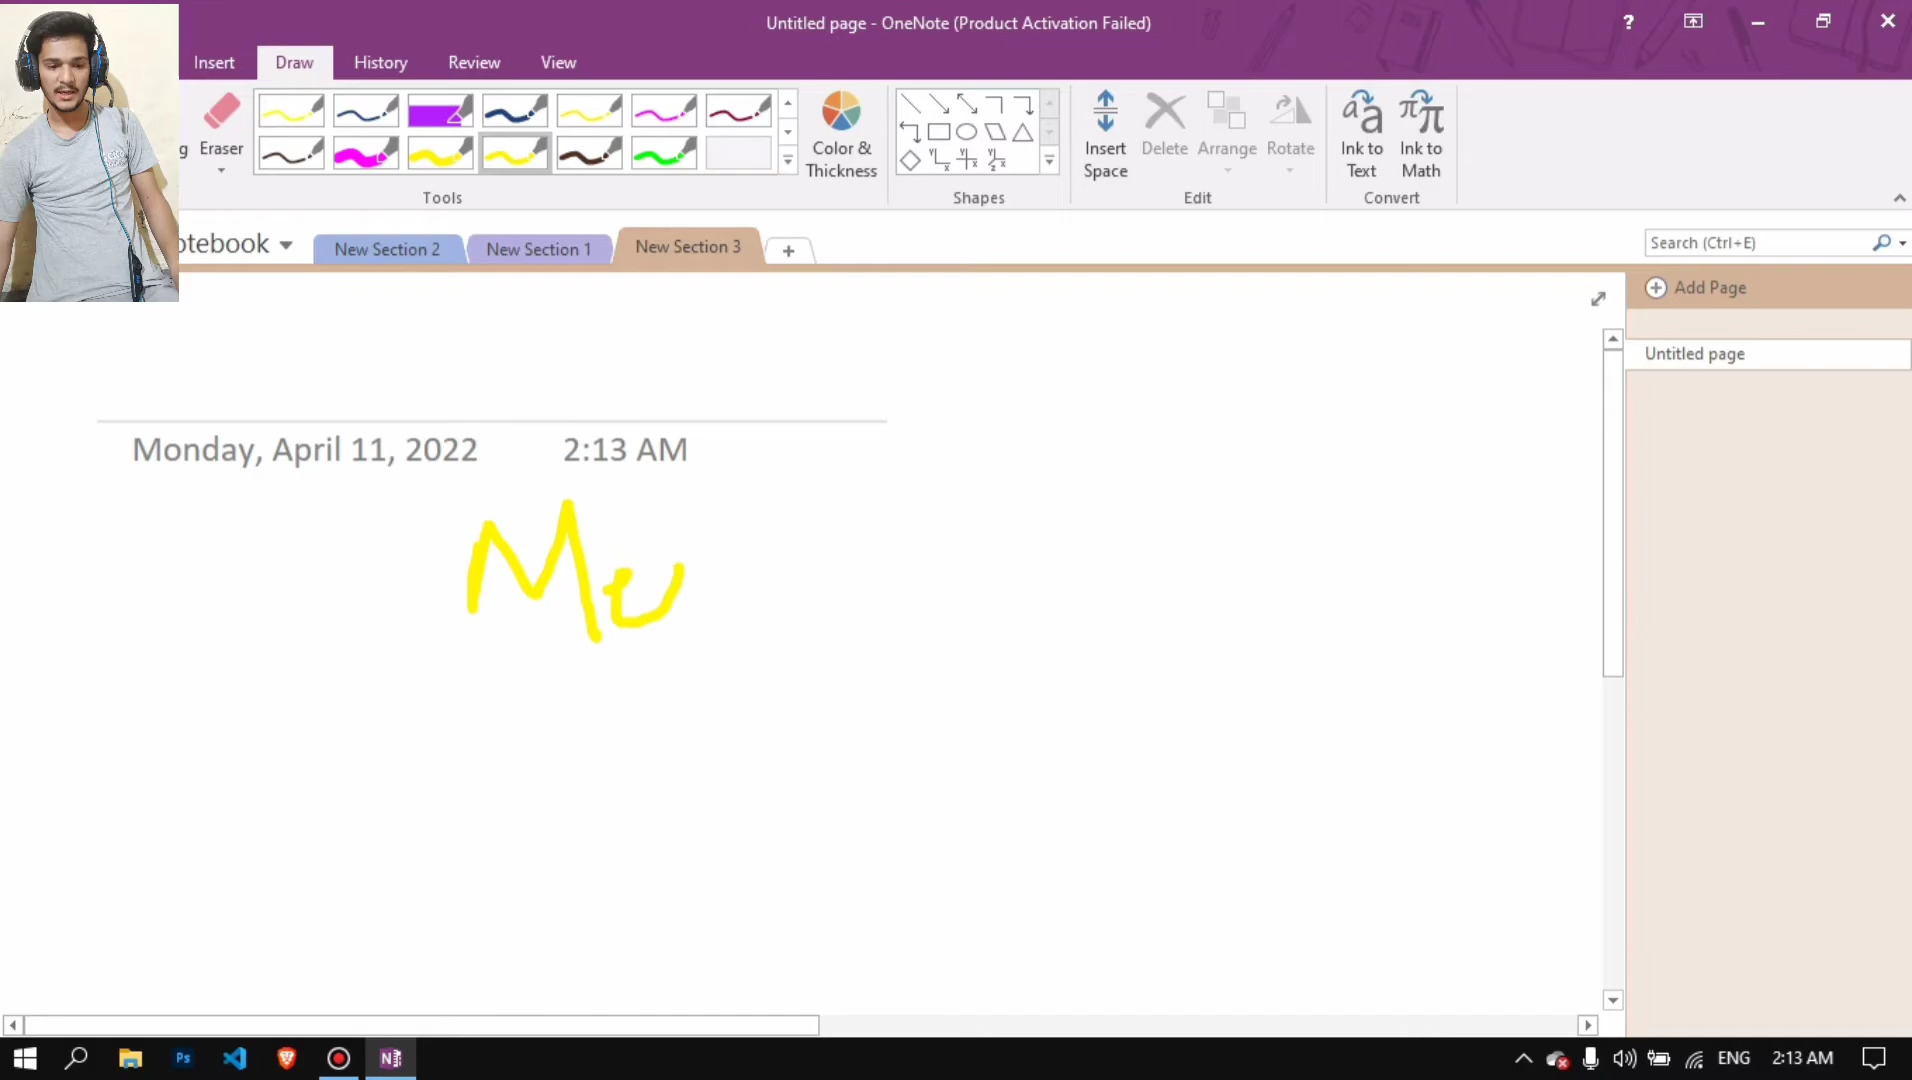 Untitled page - OneNote (Product Activation Failed)
?
Insert Draw History Review View
Eraser
Color & Thickness
Insert Space
Delete
Arrange
Rotate
Ink to Text
Ink to Math
Tools Shapes Edit Convert
otebook New Section 2 New Section 1 New Section 3 +
Search (Ctrl+E)
Add Page
Untitled page
Monday, April 11, 2022 2:13 AM
Me
Ps N ENG 2:13 AM